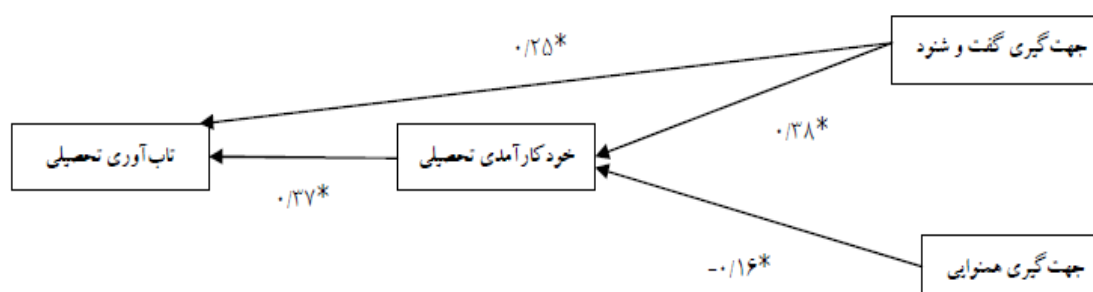 جهت‌گیری گفت و شنود
۰/۲۵*
۰/۳۸*
تاب‌آوری تحصیلی
خودکارآمدی تحصیلی
۰/۳۷*
-۰/۱۶*
جهت‌گیری همنوایی